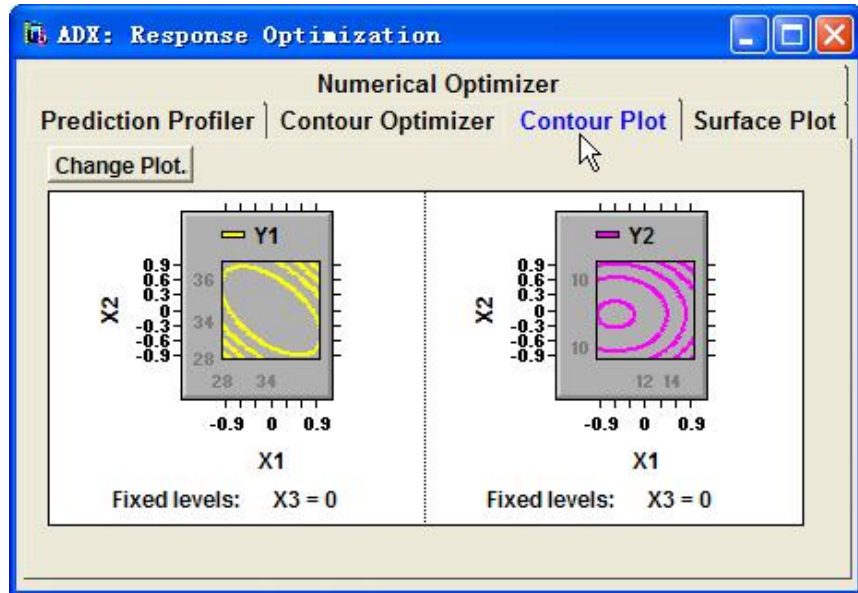 ADX: Response Optimization
Numerical Optimizer
Prediction Profiler Contour Optimizer Contour Plot Surface Plot
Change Plot.
Y1
0.9
0.6
0.3
0
-0.3
-0.6
-0.9
X2
36
34
28
28 34
-0.9 0 0.9
X1
Fixed levels: X3 = 0
Y2
0.9
0.6
0.3
0
-0.3
-0.6
-0.9
X2
10
10
12 14
-0.9 0 0.9
X1
Fixed levels: X3 = 0